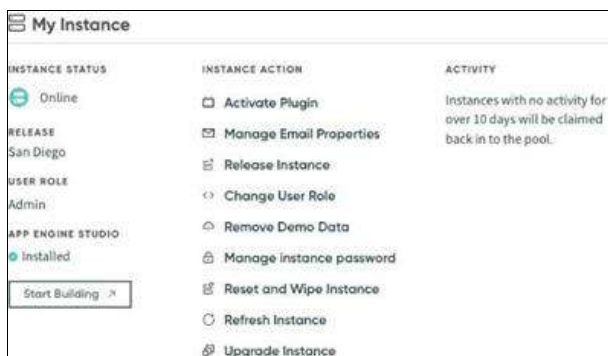 My Instance
INSTANCE STATUS
Online
RELEASE
San Diego
USER ROLE
Admin
APP ENGINE STUDIO
Installed
Start Building
INSTANCE ACTION
Activate Plugin
Manage Email Properties
Release Instance
Change User Role
Remove Demo Data
Manage instance password
Reset and Wipe Instance
Refresh Instance
Upgrade Instance
ACTIVITY
Instances with no activity for
over 10 days will be claimed
back in to the pool.